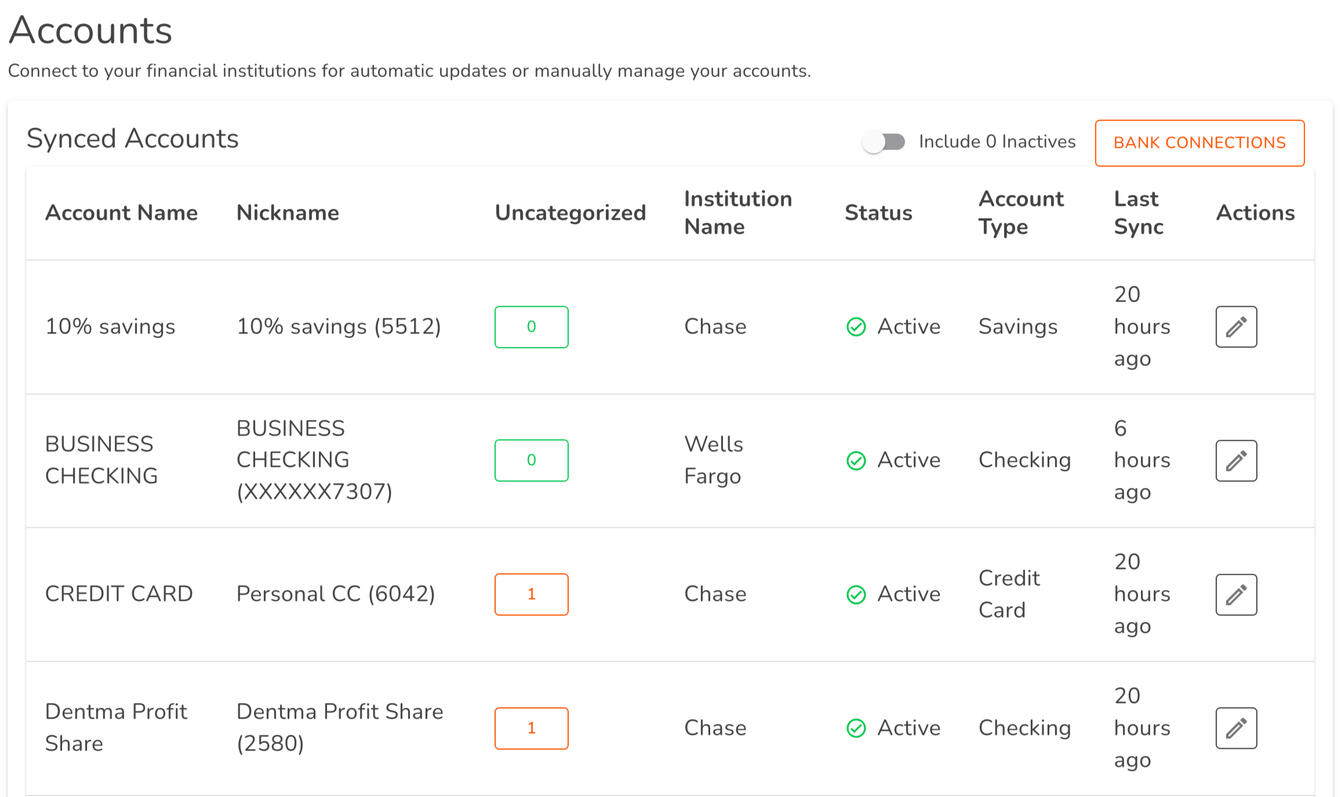 Accounts
Connect to your financial institutions for automatic updates or manually manage your accounts.
Synced Accounts
Include 0 Inactives
BANK CONNECTIONS
Account Name
Nickname
Uncategorized
Institution
Name
Status
Account
Type
Last
Sync
Actions
10% savings
10% savings (5512)
0
Chase
Active
Savings
20
hours
ago
BUSINESS
CHECKING
BUSINESS
CHECKING
(XXXXXX7307)
0
Wells
Fargo
Active
Checking
6
hours
ago
CREDIT CARD
Personal CC (6042)
1
Chase
Active
Credit
Card
20
hours
ago
Dentma Profit
Share
Dentma Profit Share
(2580)
1
Chase
Active
Checking
20
hours
ago